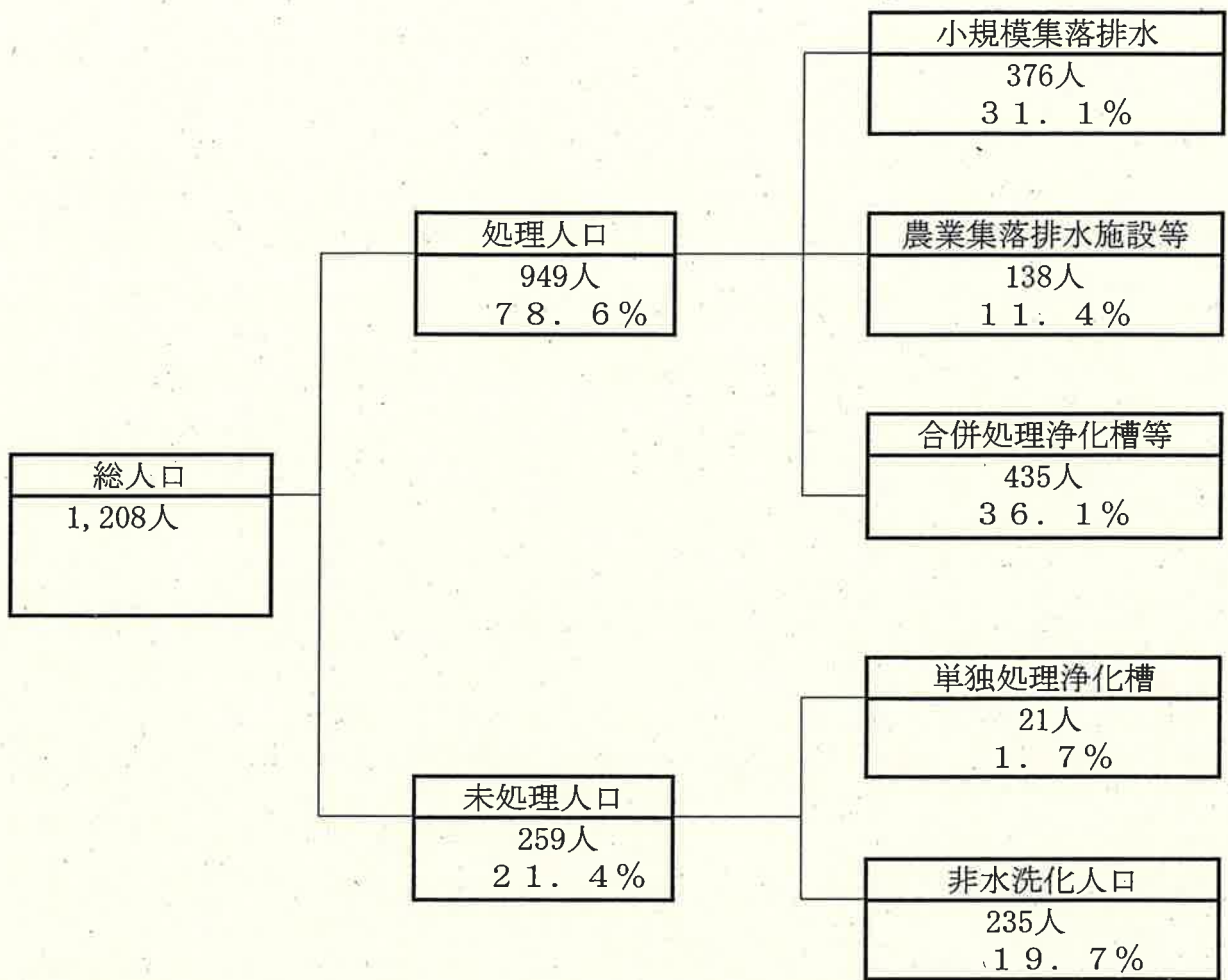 小規模集落排水
376人
31.1%
処理人口
949人
78.6%
農業集落排水施設等
138人
11.4%
合併処理浄化槽等
435人
36.1%
総人口
1,208人
単独処理浄化槽
21人
1.7%
未処理人口
259人
21.4%
非水洗化人口
235人
19.7%